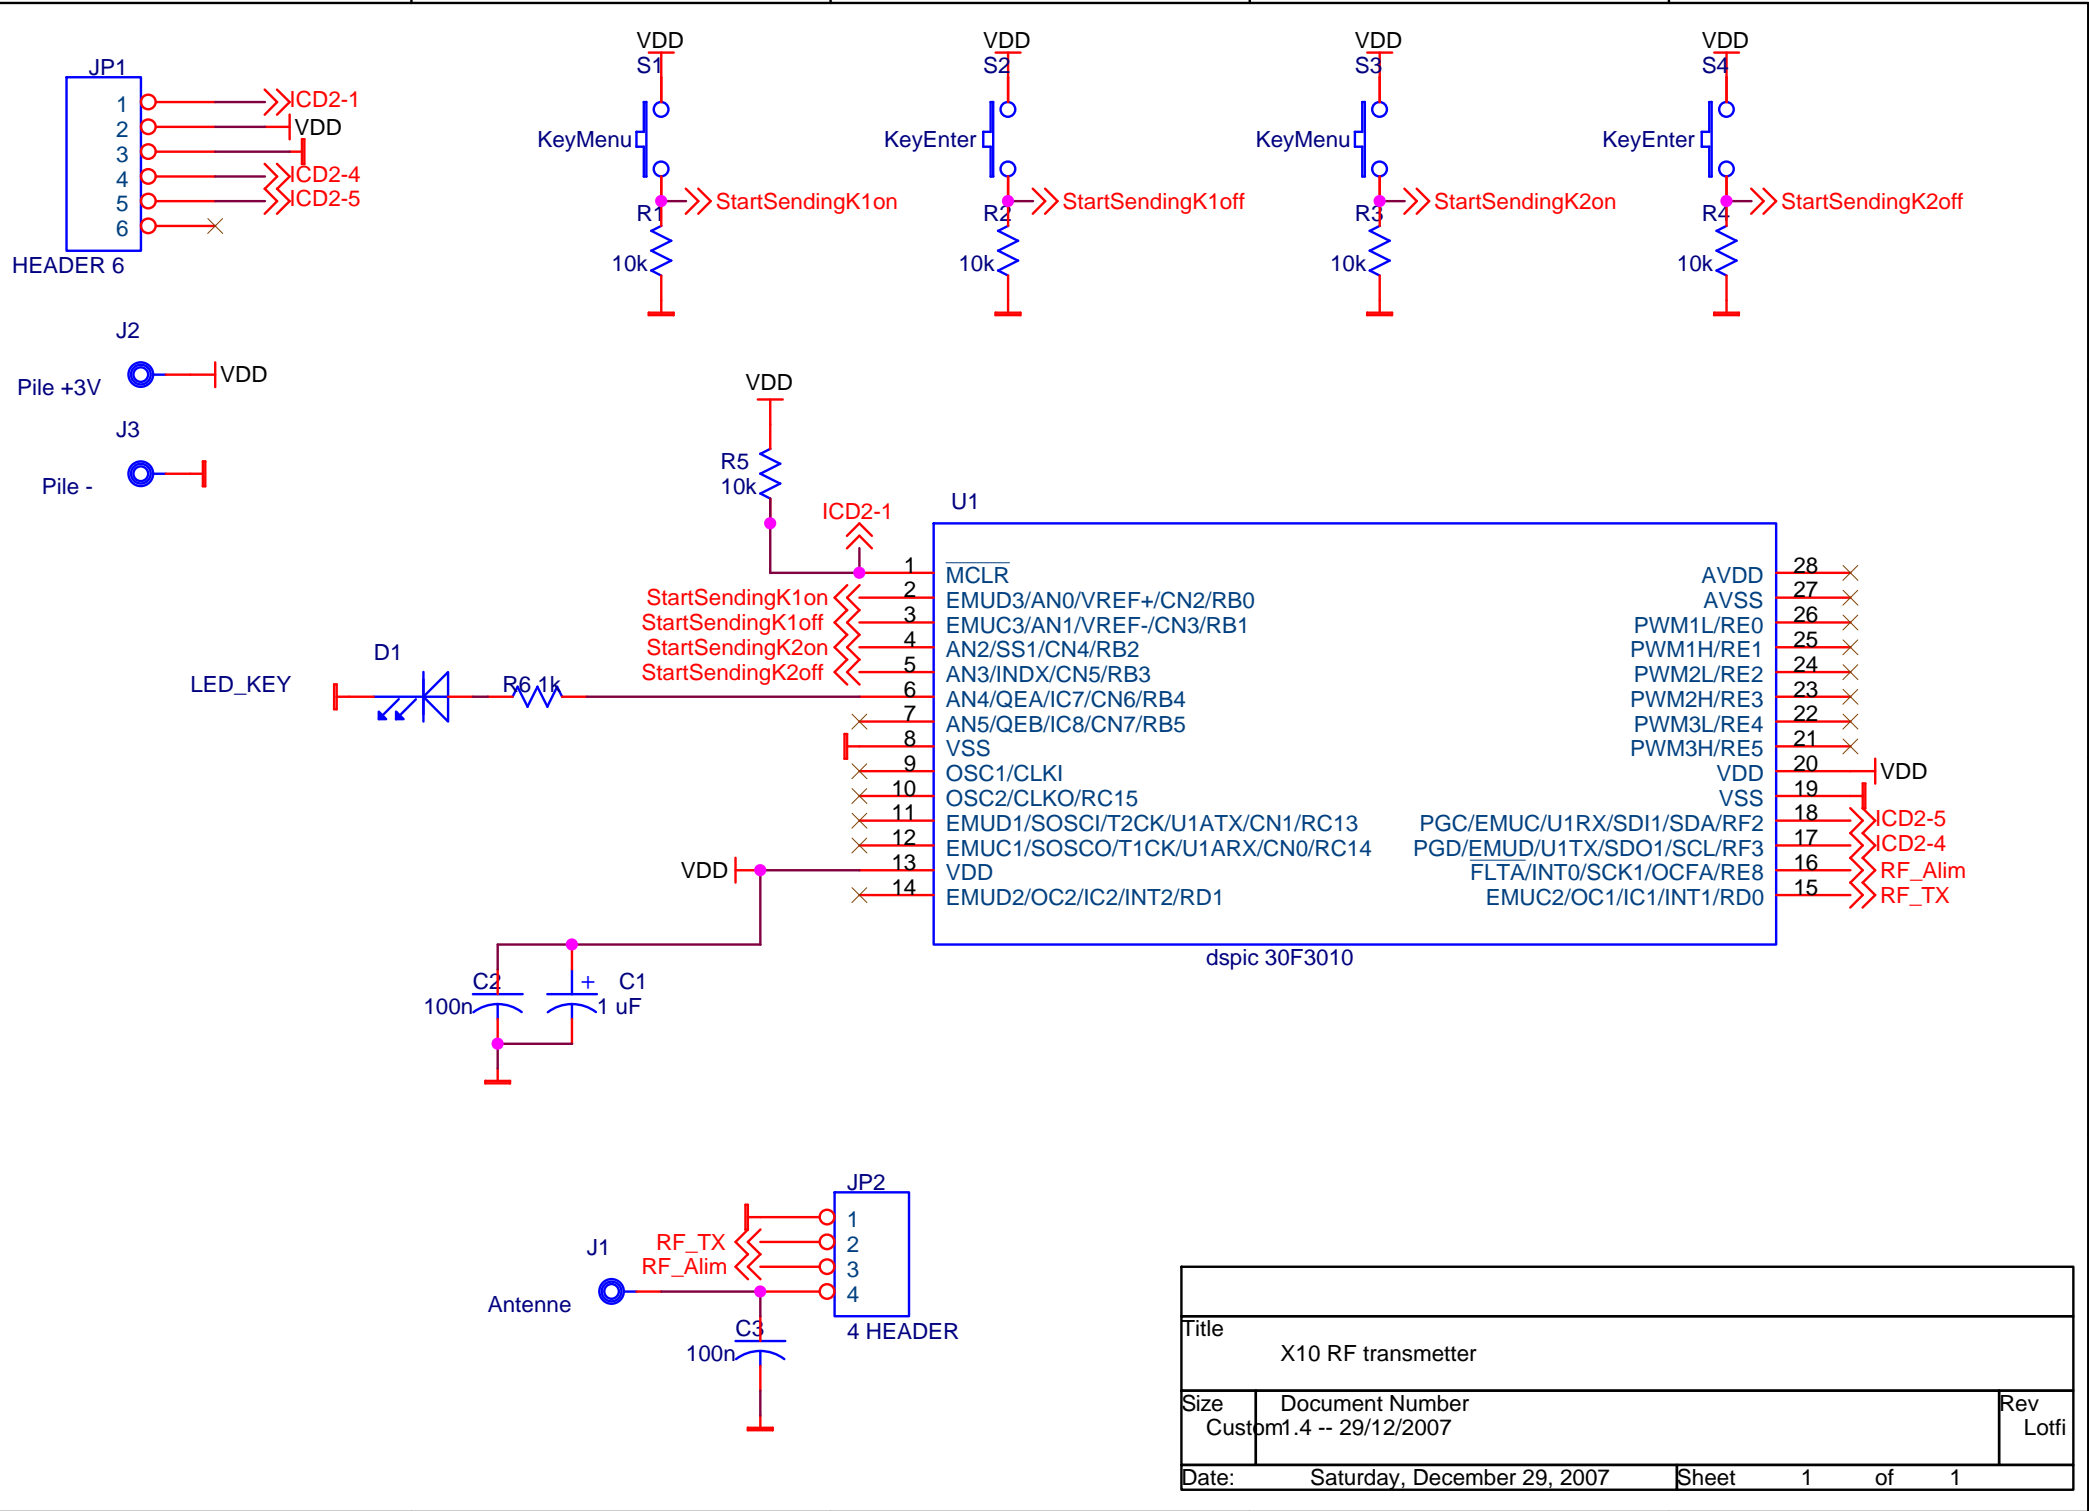 JP1
1
2
3
4
5
6
ICD2-1
VDD
ICD2-4
ICD2-5
HEADER 6
VDD
S1
KeyMenu
StartSendingK1on
R1
10k
VDD
S2
KeyEnter
StartSendingK1off
R2
10k
VDD
S3
KeyMenu
StartSendingK2on
R3
10k
VDD
S4
KeyEnter
StartSendingK2off
R4
10k
J2
Pile +3V
VDD
J3
Pile -
VDD
R5
10k
ICD2-1
U1
StartSendingK1on
StartSendingK1off
StartSendingK2on
StartSendingK2off
D1
LED_KEY
R6 1k
1 MCLR
2 EMUD3/AN0/VREF+/CN2/RB0
3 EMUC3/AN1/VREF-/CN3/RB1
4 AN2/SS1/CN4/RB2
5 AN3/INDX/CN5/RB3
6 AN4/QEA/IC7/CN6/RB4
7 AN5/QEB/IC8/CN7/RB5
8 VSS
9 OSC1/CLKI
10 OSC2/CLKO/RC15
11 EMUD1/SOSCI/T2CK/U1ATX/CN1/RC13
12 EMUC1/SOSCO/T1CK/U1ARX/CN0/RC14
VDD 13 VDD
14 EMUD2/OC2/IC2/INT2/RD1
AVDD 28
AVSS 27
PWM1L/RE0 26
PWM1H/RE1 25
PWM2L/RE2 24
PWM2H/RE3 23
PWM3L/RE4 22
PWM3H/RE5 21
VDD 20 VDD
VSS 19
PGC/EMUC/U1RX/SDI1/SDA/RF2 18 ICD2-5
PGD/EMUD/U1TX/SDO1/SCL/RF3 17 ICD2-4
FLTA/INT0/SCK1/OCFA/RE8 16 RF_Alim
EMUC2/OC1/IC1/INT1/RD0 15 RF_TX
dspic 30F3010
C2
100n
+ C1
1 uF
JP2
1
2
3
4
RF_TX
RF_Alim
J1
Antenne
4 HEADER
C3
100n
Title
X10 RF transmetter
Size
Custom
Document Number
1.4 -- 29/12/2007
Rev
Lotfi
Date: Saturday, December 29, 2007 Sheet 1 of 1